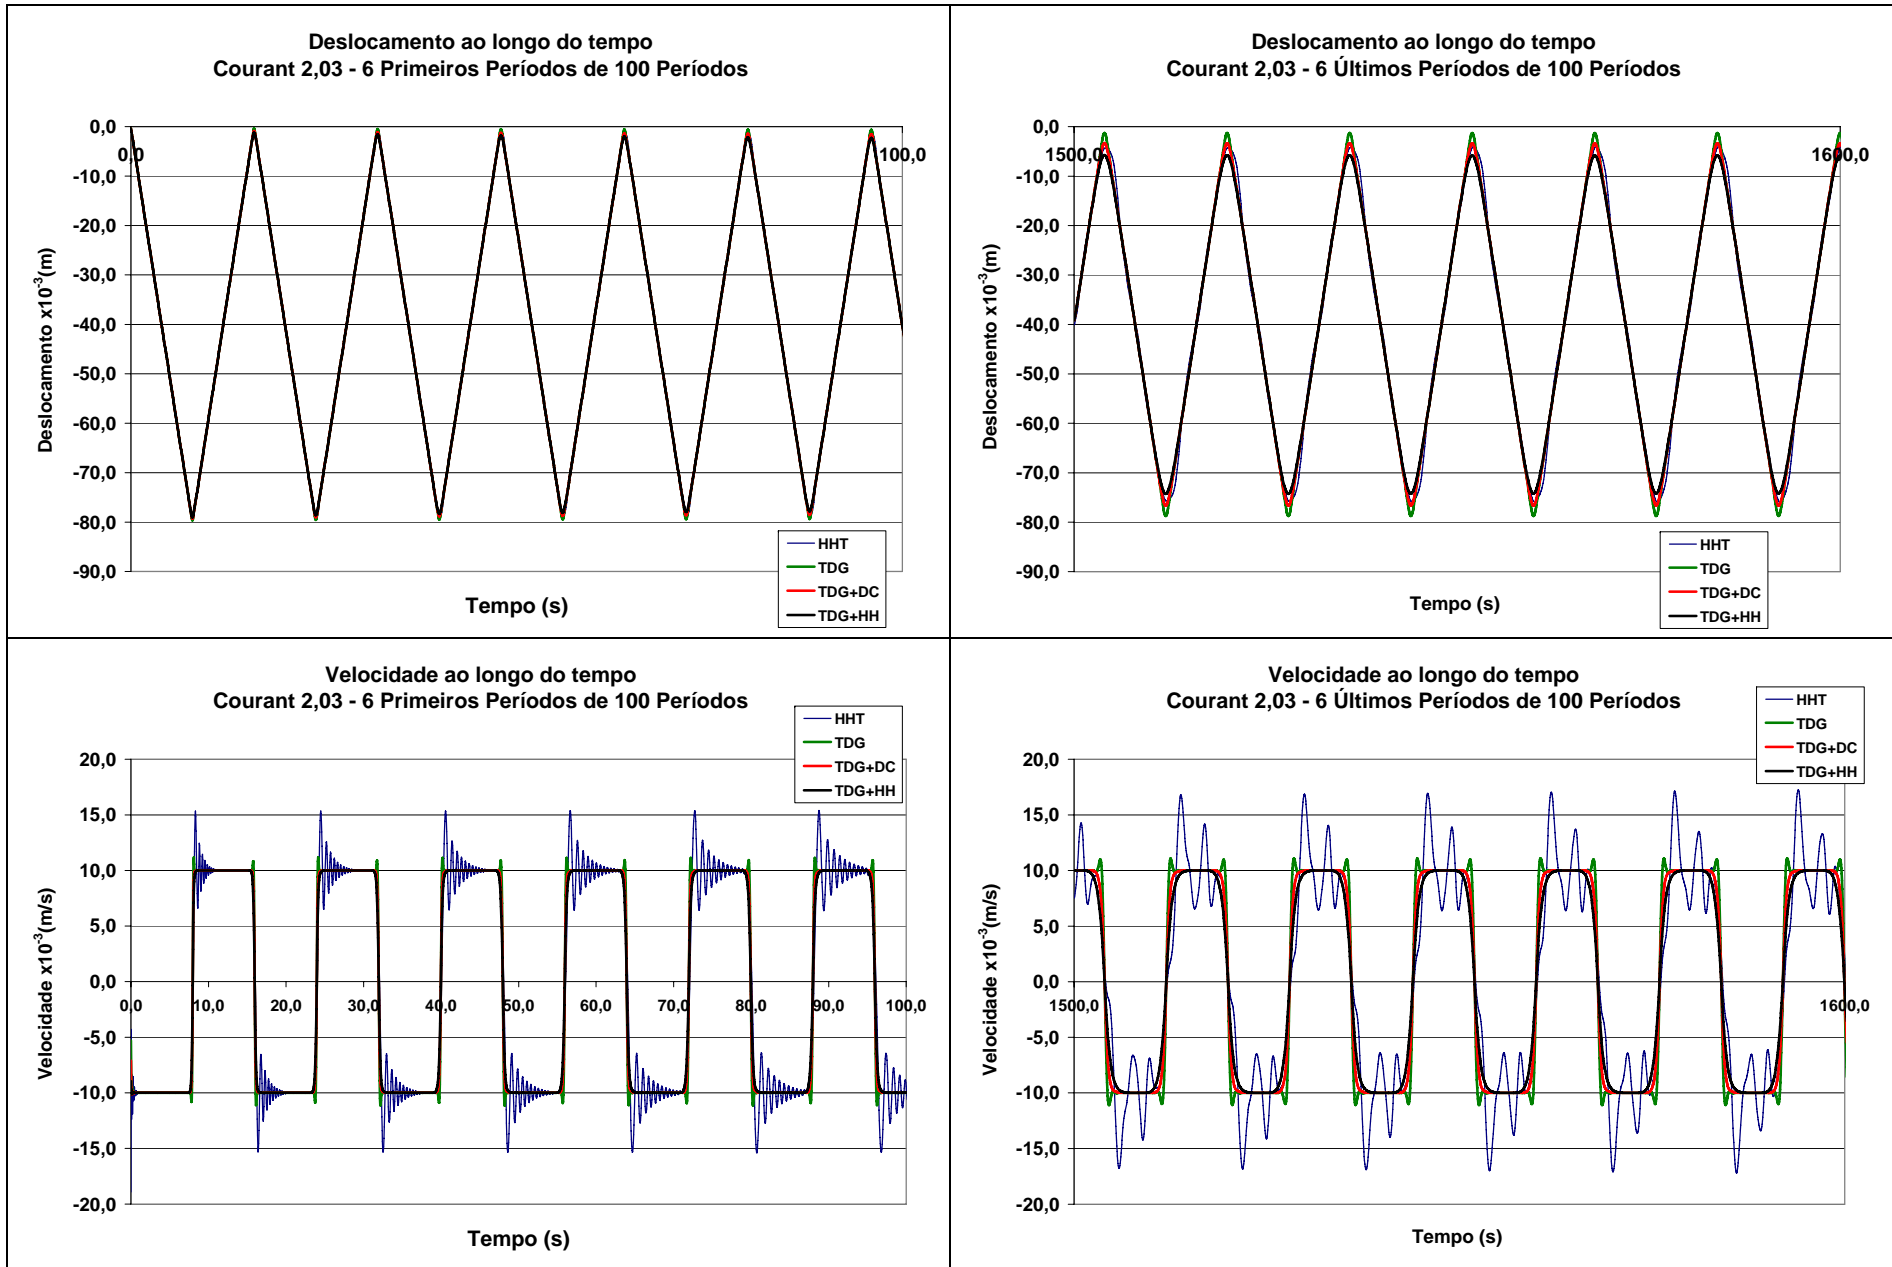 Deslocamento ao longo do tempo
Courant 2,03 - 6 Primeiros Períodos de 100 Períodos
0,0
0,0
100,0
-10,0
-20,0
-30,0
-40,0
-50,0
-60,0
-70,0
-80,0
-90,0
Deslocamento x10-3(m)
Tempo (s)
HHT
TDG
TDG+DC
TDG+HH
Deslocamento ao longo do tempo
Courant 2,03 - 6 Últimos Períodos de 100 Períodos
0,0
1500,0
1600,0
-10,0
-20,0
-30,0
-40,0
-50,0
-60,0
-70,0
-80,0
-90,0
Deslocamento x10-3(m)
Tempo (s)
HHT
TDG
TDG+DC
TDG+HH
Velocidade ao longo do tempo
Courant 2,03 - 6 Primeiros Períodos de 100 Períodos
HHT
TDG
TDG+DC
TDG+HH
20,0
15,0
10,0
5,0
0,0
0,0 10,0 20,0 30,0 40,0 50,0 60,0 70,0 80,0 90,0 100,0
-5,0
-10,0
-15,0
-20,0
Velocidade x10-3(m/s)
Tempo (s)
Velocidade ao longo do tempo
Courant 2,03 - 6 Últimos Períodos de 100 Períodos
HHT
TDG
TDG+DC
TDG+HH
20,0
15,0
10,0
5,0
0,0
1500,0
1600,0
-5,0
-10,0
-15,0
-20,0
Velocidade x10-3(m/s)
Tempo (s)